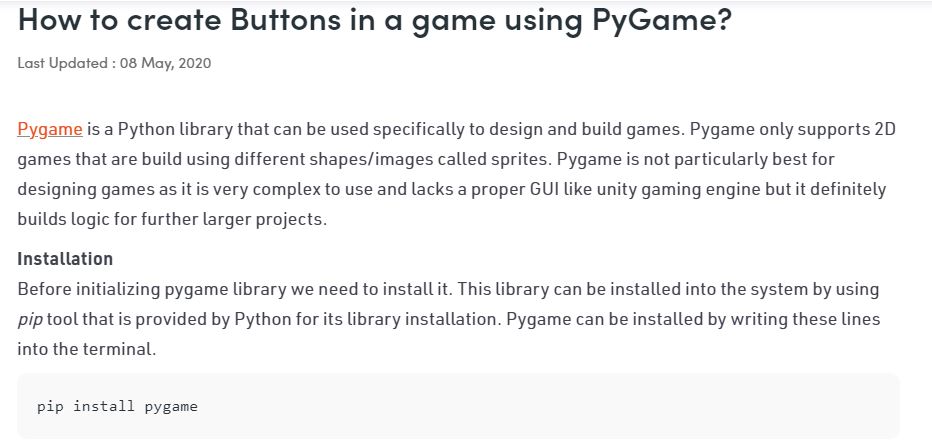 How to create Buttons in a game using PyGame?
Last Updated : 08 May, 2020
Pygame is a Python library that can be used specifically to design and build games. Pygame only supports 2D
games that are build using different shapes/images called sprites. Pygame is not particularly best for
designing games as it is very complex to use and lacks a proper GUI like unity gaming engine but it definitely
builds logic for further larger projects.
Installation
Before initializing pygame library we need to install it. This library can be installed into the system by using
pip tool that is provided by Python for its library installation. Pygame can be installed by writing these lines
into the terminal.
pip install pygame